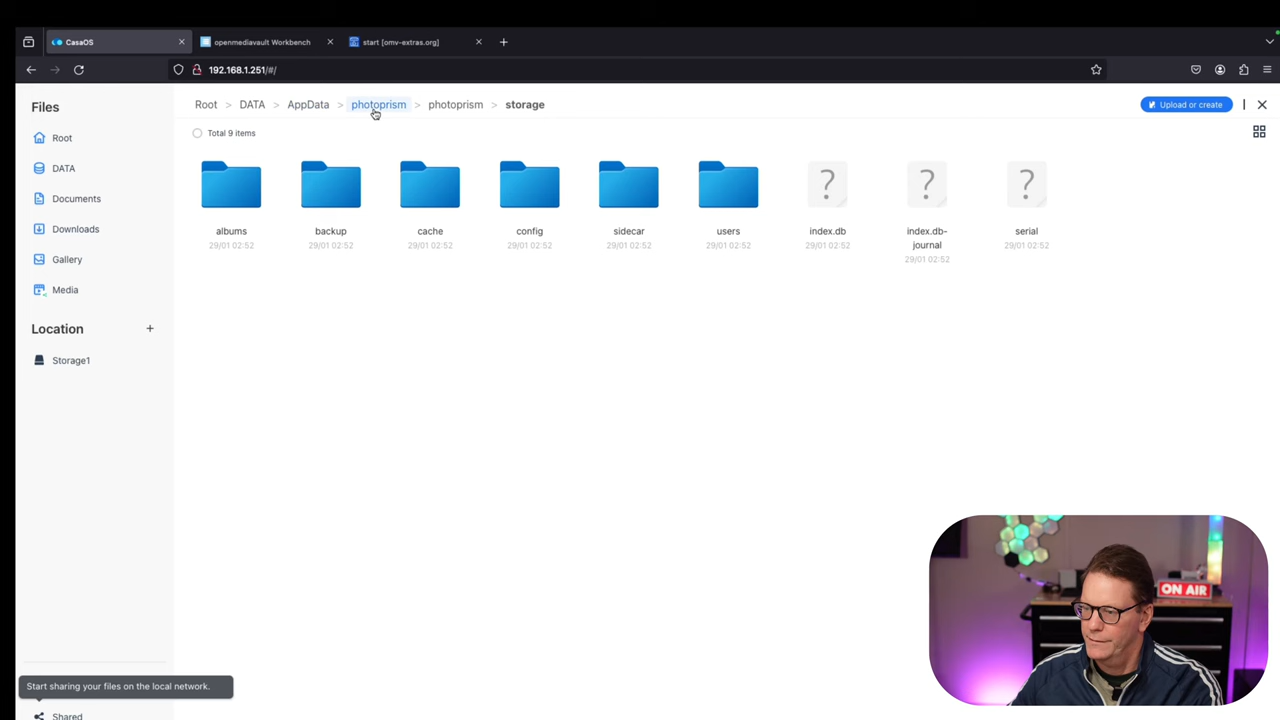 CasaOS
openmediavault Workbench
start [omv-extras.org]
192.168.1.251/#/
Files
Root > DATA > AppData > photoprism > photoprism > storage
Upload or create
Total 9 items
Root
DATA
Documents
Downloads
Gallery
Media
Location +
Storage1
albums
29/01 02:52
backup
29/01 02:52
cache
29/01 02:52
config
29/01 02:52
sidecar
29/01 02:52
users
29/01 02:52
?
index.db
29/01 02:52
?
index.db-
journal
29/01 02:52
?
serial
29/01 02:52
Start sharing your files on the local network.
Shared
ON AIR